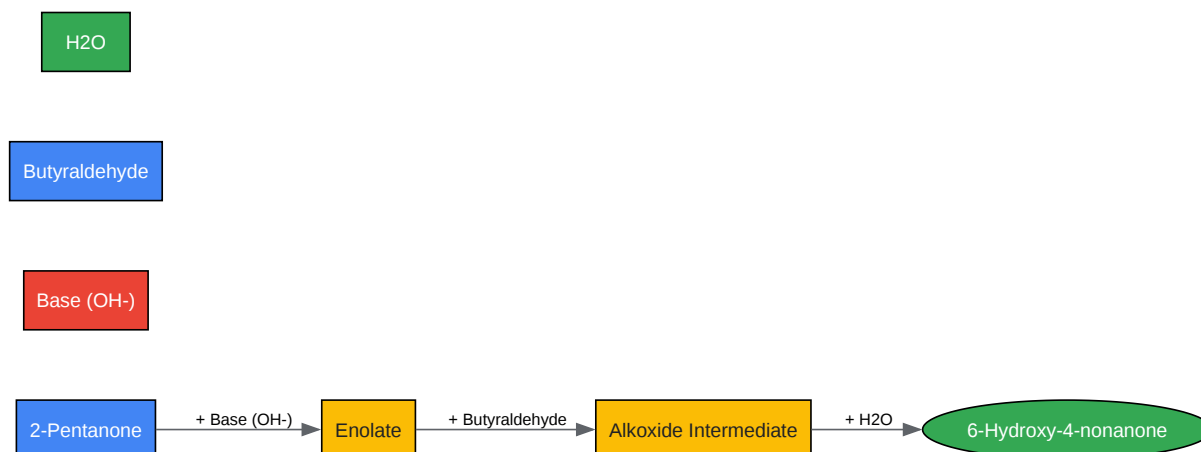 H2O
Butyraldehyde
Base (OH-)
2-Pentanone
+ Base (OH-)
Enolate
+ Butyraldehyde
Alkoxide Intermediate
+ H2O
6-Hydroxy-4-nonanone